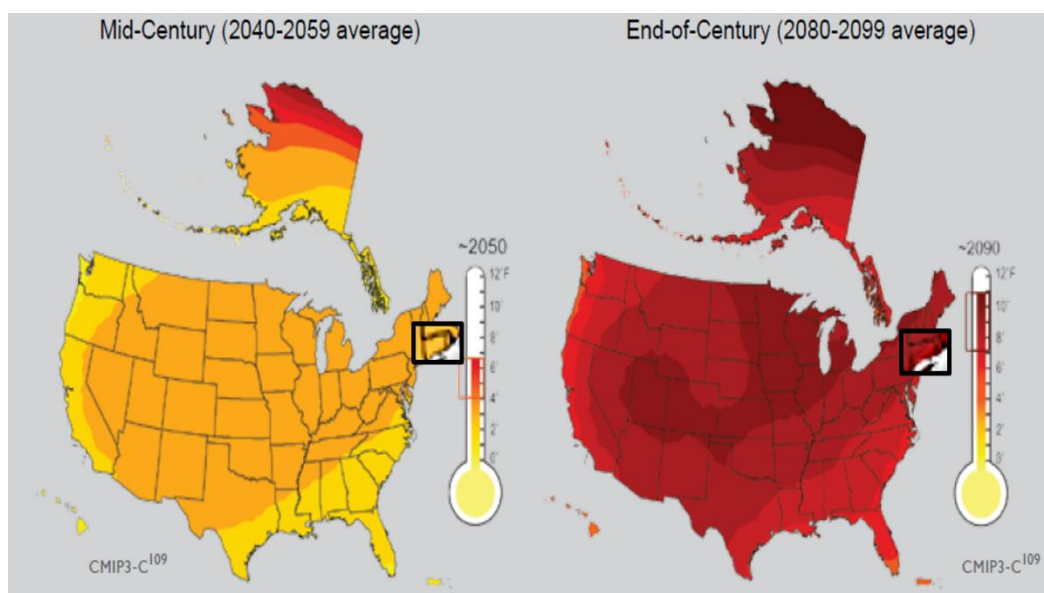 Mid-Century (2040-2059 average)
End-of-Century (2080-2099 average)
~2050
12°F
10°
8°
6°
4°
2°
0°
CMIP3-C109
~2090
12°F
10°
8°
6°
4°
2°
0°
CMIP3-C109